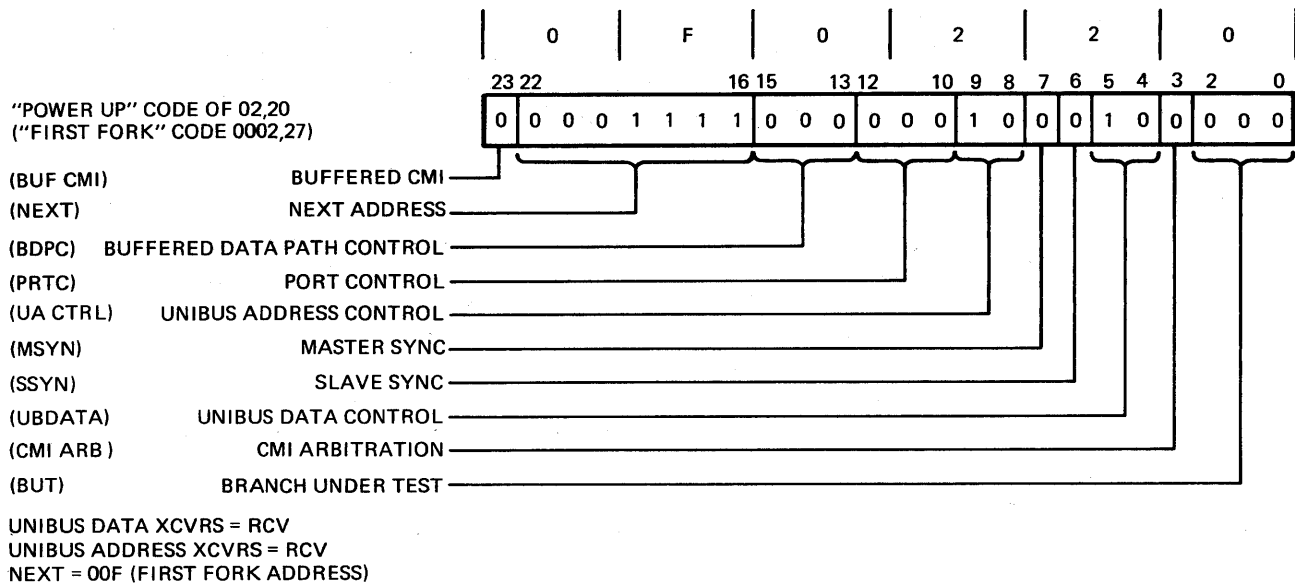 0 F 0 2 2 0
23 22 16 15 13 12 10 9 8 7 6 5 4 3 2 0
"POWER UP" CODE OF 02,20
("FIRST FORK" CODE 0002,27)
0 0 0 0 1 1 1 1 0 0 0 0 0 0 1 0 0 0 1 0 0 0 0 0
(BUF CMI) BUFFERED CMI
(NEXT) NEXT ADDRESS
(BDPC) BUFFERED DATA PATH CONTROL
(PRTC) PORT CONTROL
(UA CTRL) UNIBUS ADDRESS CONTROL
(MSYN) MASTER SYNC
(SSYN) SLAVE SYNC
(UBDATA) UNIBUS DATA CONTROL
(CMI ARB ) CMI ARBITRATION
(BUT) BRANCH UNDER TEST
UNIBUS DATA XCVRS = RCV
UNIBUS ADDRESS XCVRS = RCV
NEXT = 00F (FIRST FORK ADDRESS)